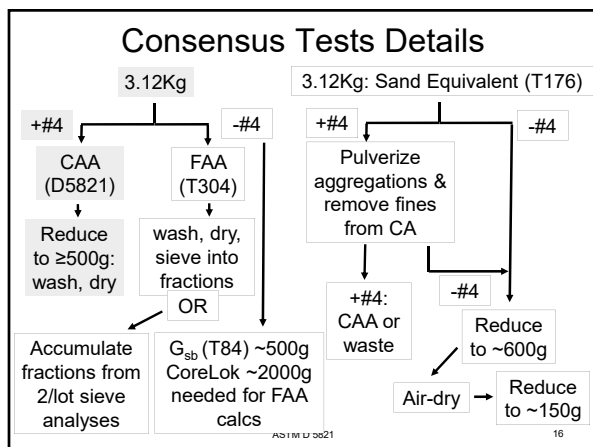 Consensus Tests Details
3.12Kg
+#4
-#4
CAA
(D5821)
FAA
(T304)
Reduce
to ≥500g:
wash, dry
wash, dry,
sieve into
fractions
OR
Accumulate
fractions from
2/lot sieve
analyses
Gsb (T84) ~500g
CoreLok ~2000g
needed for FAA
calcs
3.12Kg: Sand Equivalent (T176)
+#4
-#4
Pulverize
aggregations &
remove fines
from CA
-#4
+#4:
CAA or
waste
Reduce
to ~600g
Air-dry
Reduce
to ~150g
ASTM D 5821
16